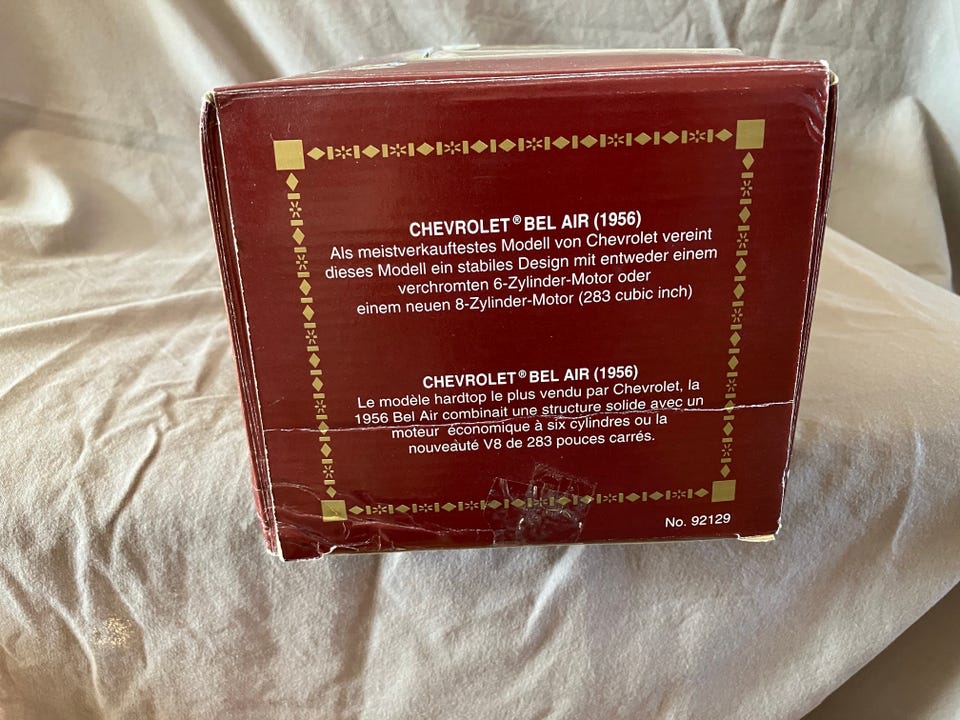 CHEVROLET® BEL AIR (1956)
Als meistverkauftestes Modell von Chevrolet vereint
dieses Modell ein stabiles Design mit entweder einem
verchromten 6-Zylinder-Motor oder
einem neuen 8-Zylinder-Motor (283 cubic inch)
CHEVROLET® BEL AIR (1956)
Le modèle hardtop le plus vendu par Chevrolet, la
1956 Bel Air combinait une structure solide avec un
moteur économique à six cylindres ou la
nouveauté V8 de 283 pouces carrés.
No. 92129